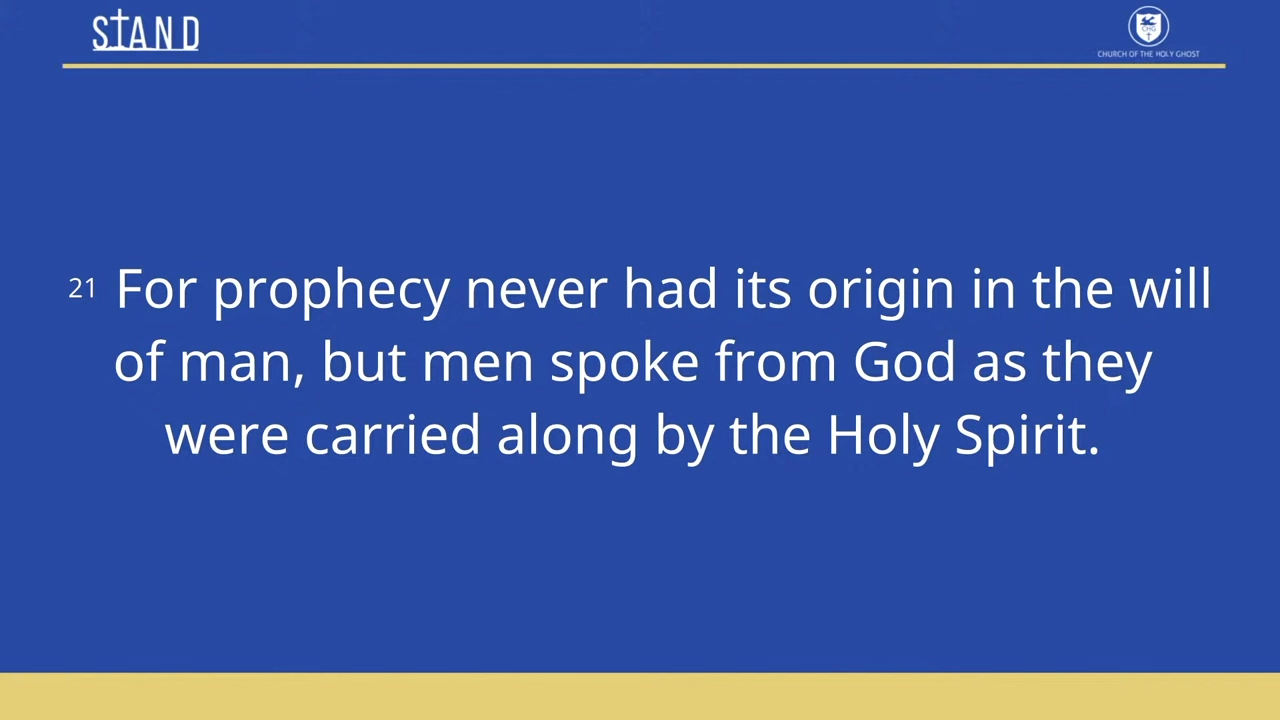 STAND
CHG
CHURCH OF THE HOLY GHOST
21 For prophecy never had its origin in the will
of man, but men spoke from God as they
were carried along by the Holy Spirit.